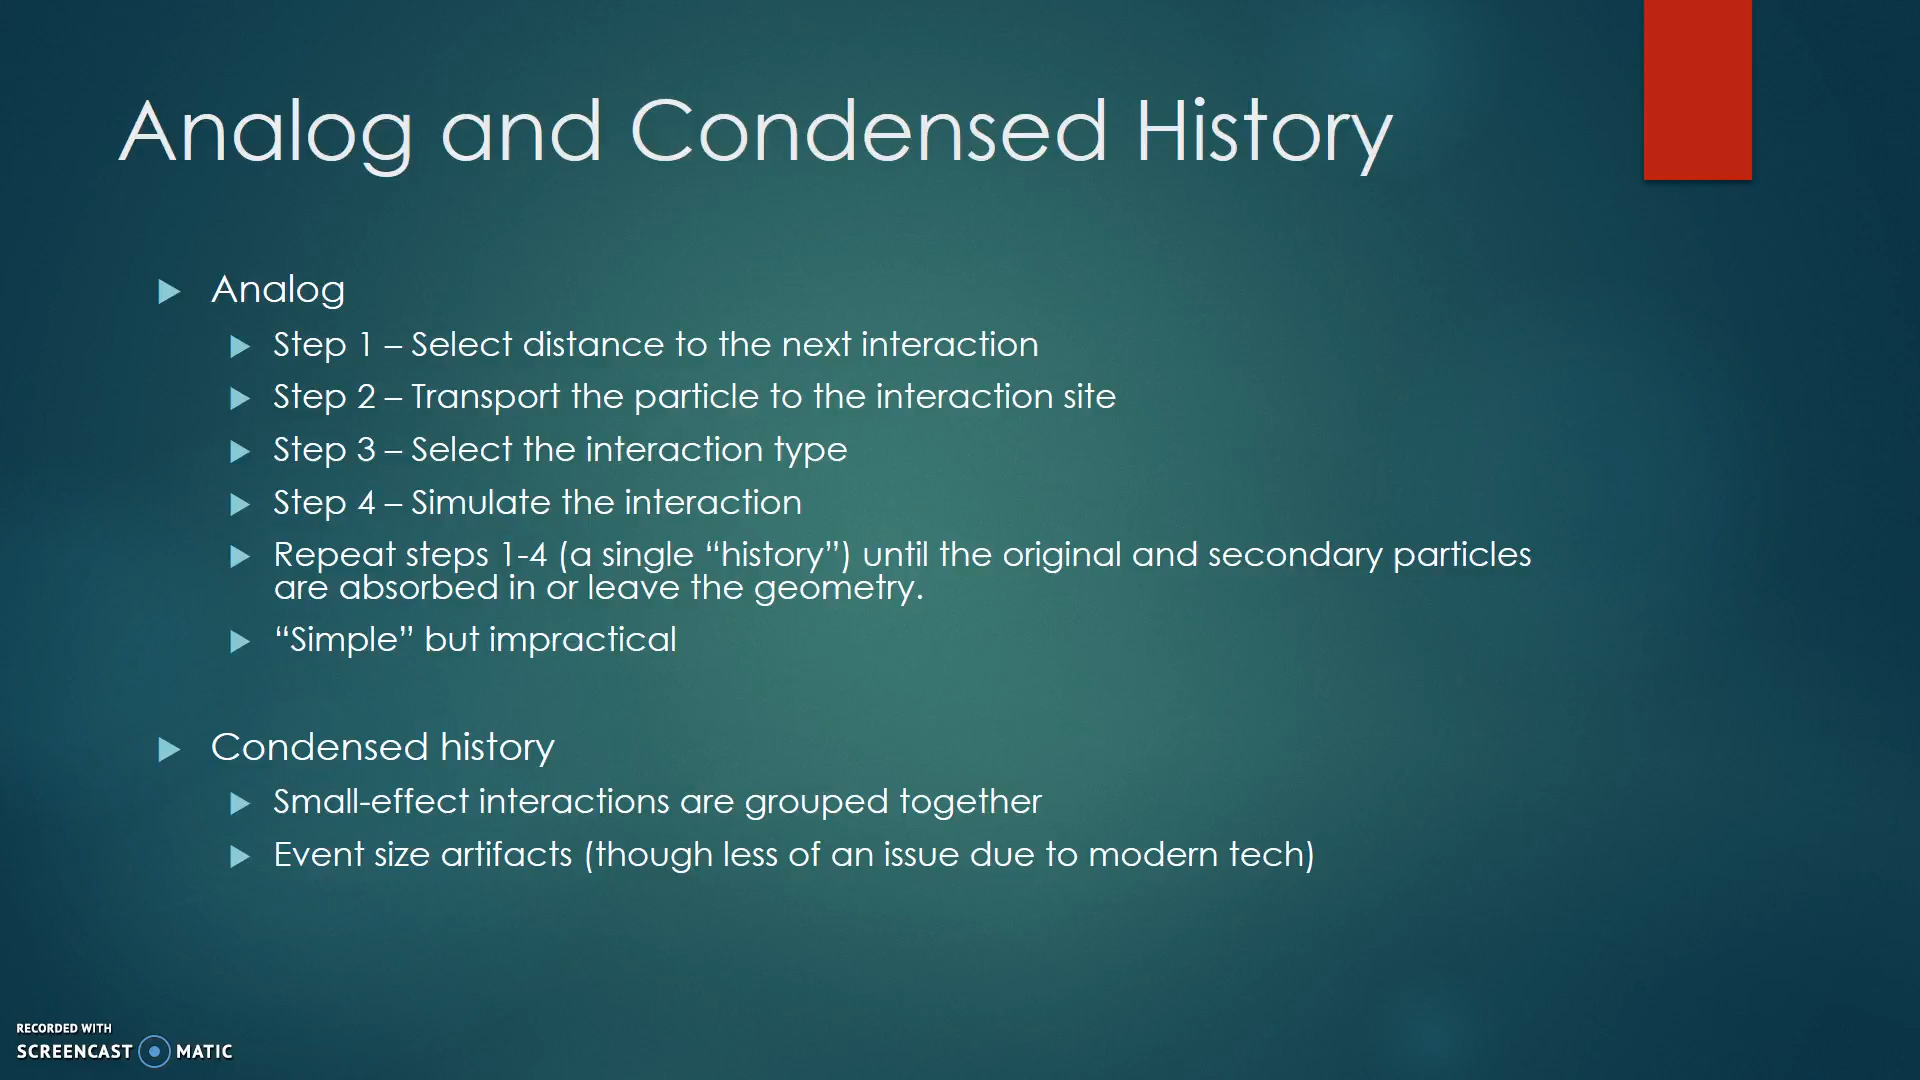 Analog and Condensed History
Analog
Step 1 – Select distance to the next interaction
Step 2 – Transport the particle to the interaction site
Step 3 – Select the interaction type
Step 4 – Simulate the interaction
Repeat steps 1-4 (a single “history”) until the original and secondary particles
are absorbed in or leave the geometry.
“Simple” but impractical
Condensed history
Small-effect interactions are grouped together
Event size artifacts (though less of an issue due to modern tech)
RECORDED WITH
SCREENCAST MATIC